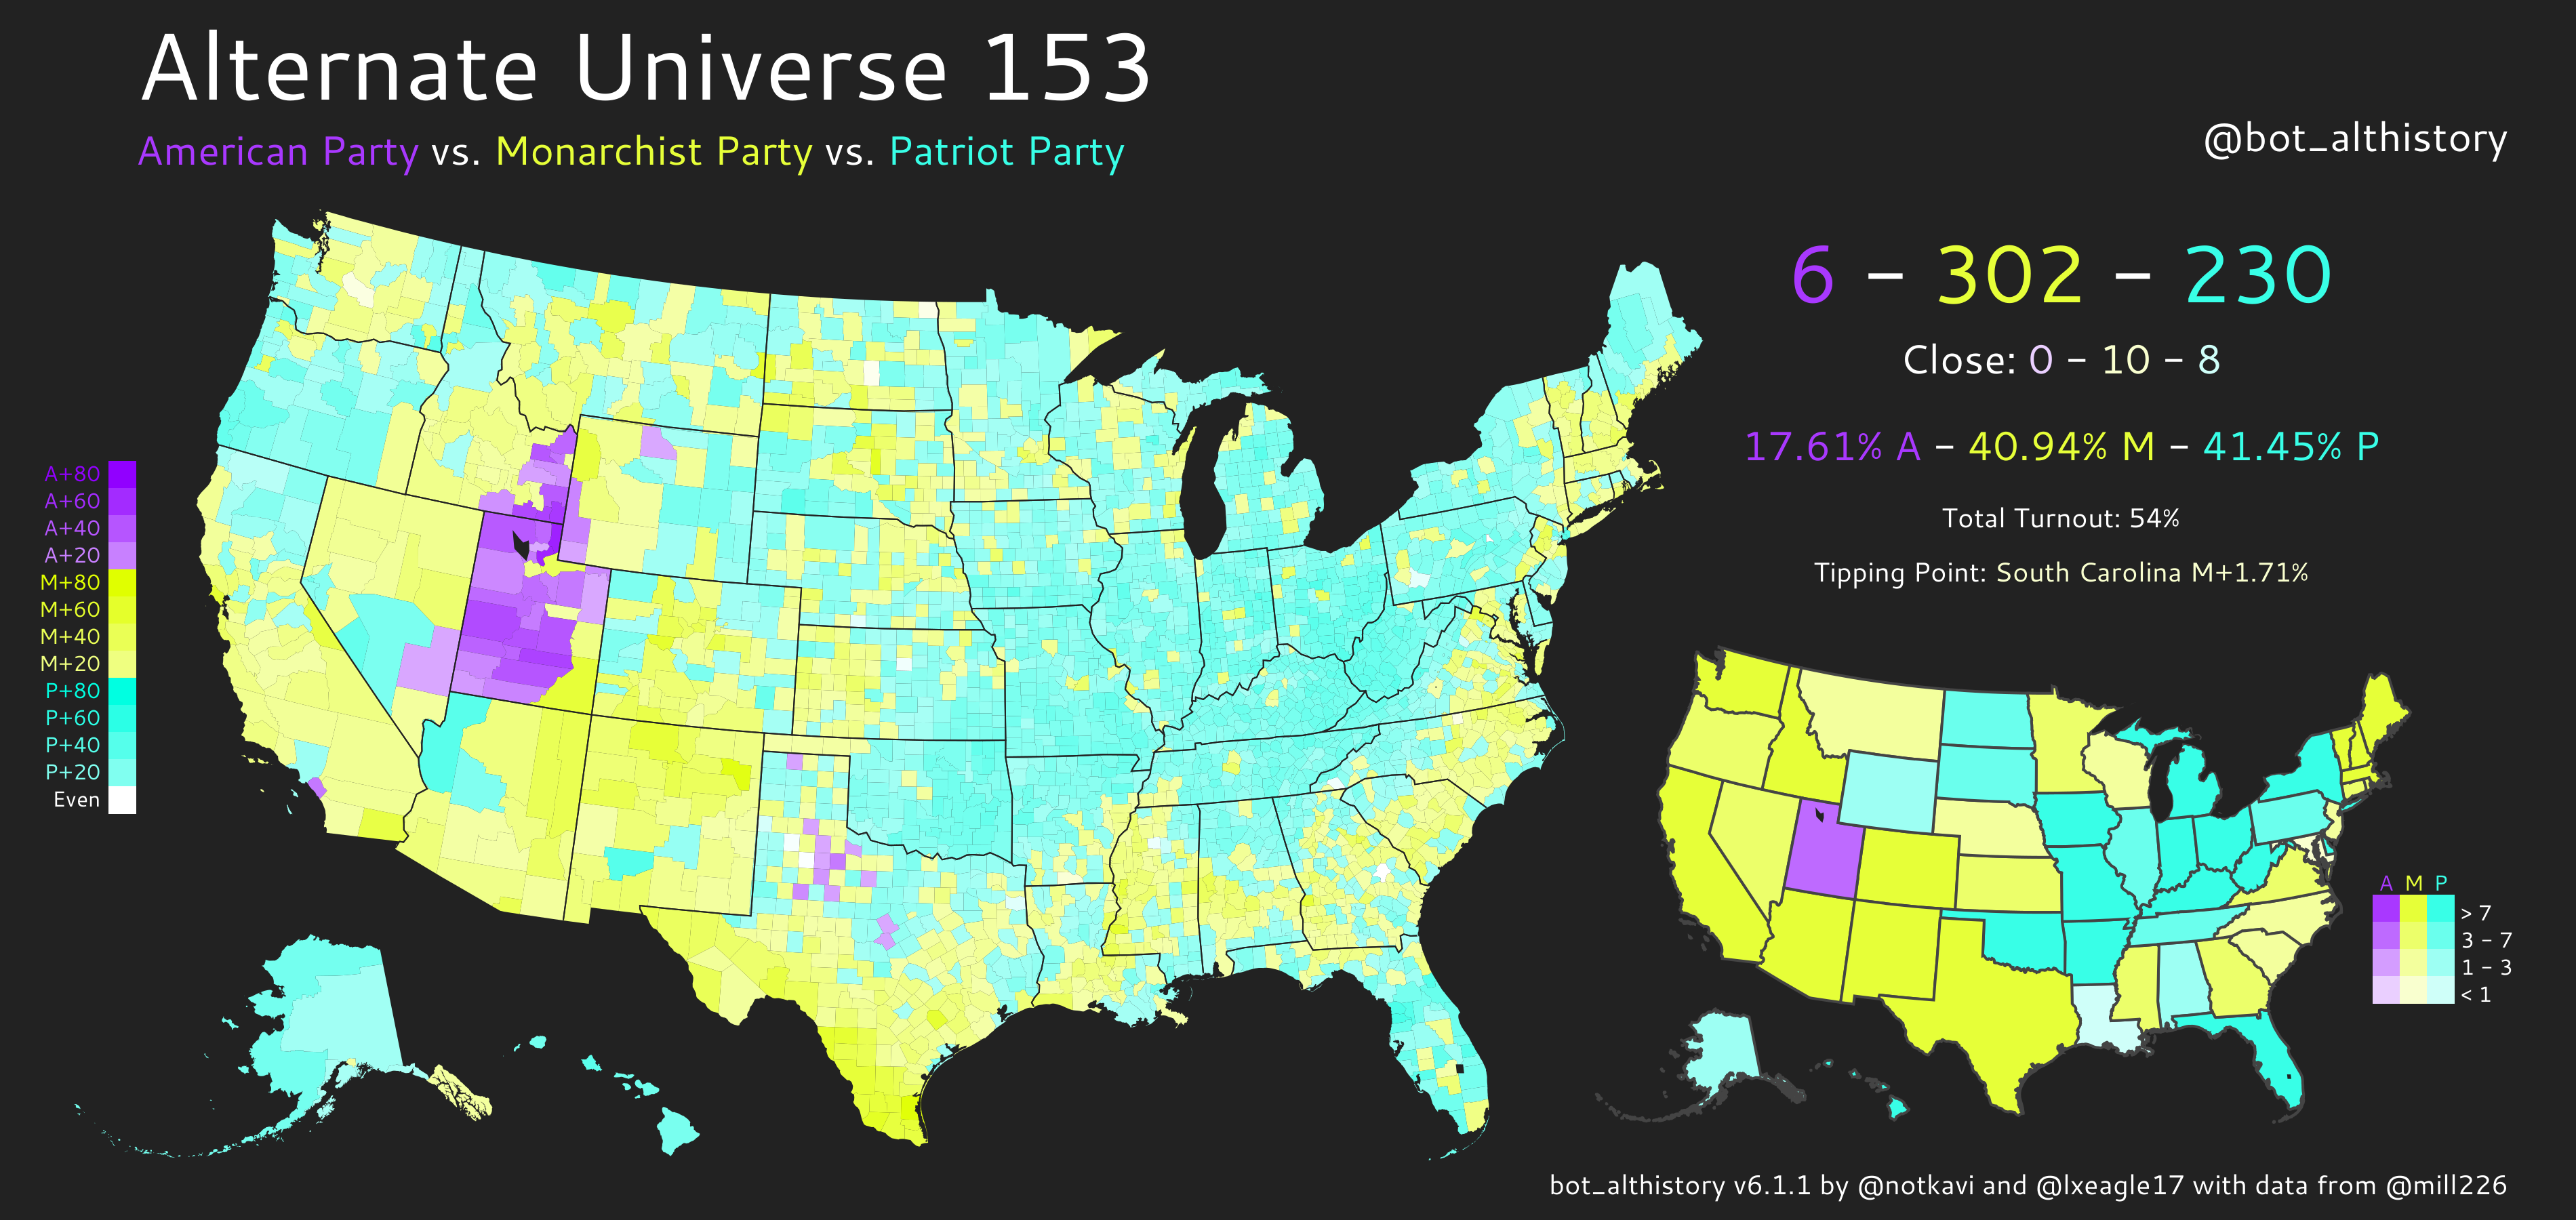 Alternate Universe 153
American Party vs. Monarchist Party vs. Patriot Party
@bot_althistory
6 – 302 – 230
Close: 0 – 10 – 8
17.61% A – 40.94% M – 41.45% P
Total Turnout: 54%
Tipping Point: South Carolina M+1.71%
A+80
A+60
A+40
A+20
M+80
M+60
M+40
M+20
P+80
P+60
P+40
P+20
Even
A M P
> 7
3 – 7
1 – 3
< 1
bot_althistory v6.1.1 by @notkavi and @lxeagle17 with data from @mill226